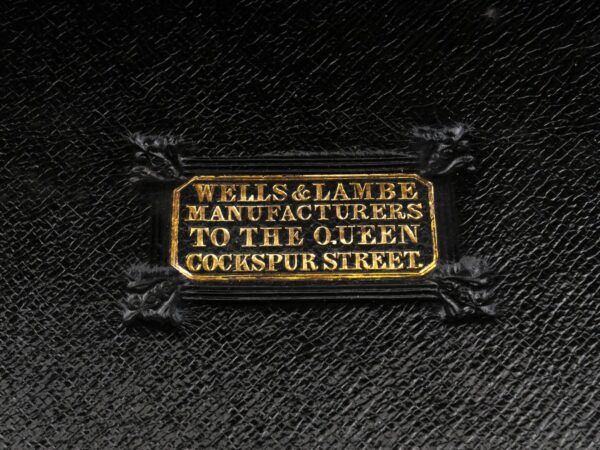 WELLS & LAMBE
MANUFACTURERS
TO THE QUEEN
COCKSPUR STREET.